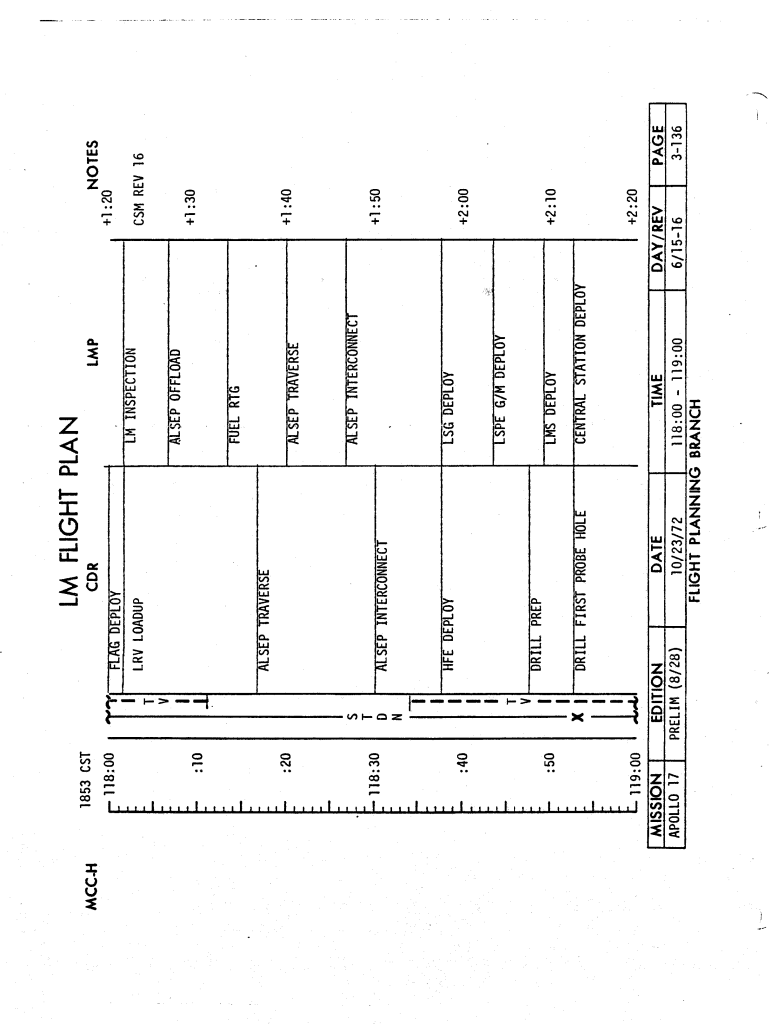 LM FLIGHT PLAN
MCC-H
1853 CST
CDR
LMP
NOTES
118:00
FLAG DEPLOY
+1:20
LRV LOADUP
LM INSPECTION
CSM REV 16
T V
:10
ALSEP OFFLOAD
+1:30
FUEL RTG
ALSEP TRAVERSE
:20
ALSEP TRAVERSE
+1:40
S T D N
118:30
ALSEP INTERCONNECT
ALSEP INTERCONNECT
+1:50
:40
HFE DEPLOY
LSG DEPLOY
+2:00
LSPE G/M DEPLOY
T V
:50
DRILL PREP
LMS DEPLOY
+2:10
X
DRILL FIRST PROBE HOLE
CENTRAL STATION DEPLOY
119:00
+2:20
MISSION EDITION DATE TIME DAY/REV PAGE
APOLLO 17 PRELIM (8/28) 10/23/72 118:00 - 119:00 6/15-16 3-136
FLIGHT PLANNING BRANCH